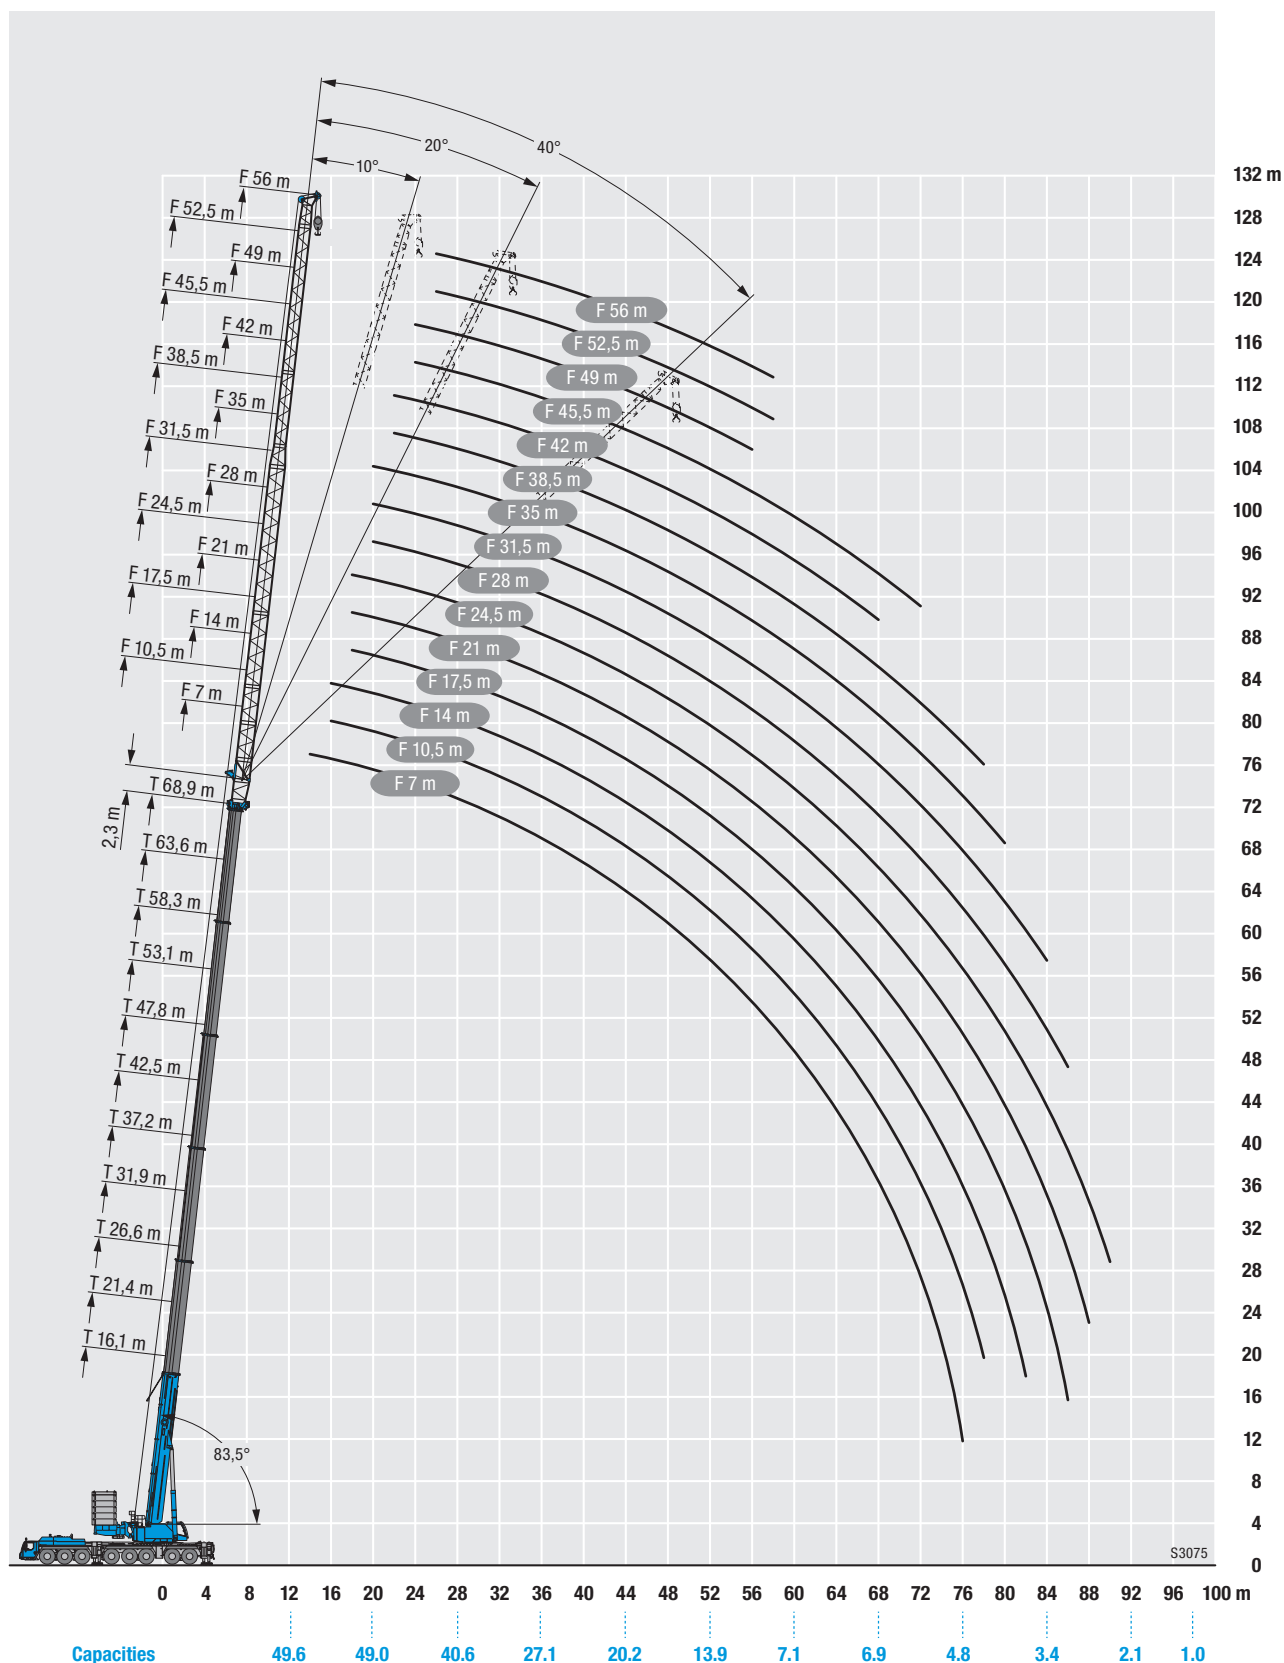 40°
20°
10°
132 m
F 56 m
F 52,5 m
128
F 49 m
124
F 45,5 m
120
F 56 m
F 42 m
116
F 52,5 m
F 38,5 m
112
F 49 m
F 35 m
108
F 45,5 m
F 31,5 m
F 42 m
104
F 28 m
F 38,5 m
100
F 24,5 m
F 35 m
96
F 21 m
F 31,5 m
92
F 17,5 m
F 28 m
88
F 14 m
F 24,5 m
84
F 10,5 m
F 21 m
80
F 7 m
F 17,5 m
76
F 14 m
72
T 68,9 m
F 10,5 m
2,3 m
F 7 m
68
T 63,6 m
64
T 58,3 m
60
T 53,1 m
56
T 47,8 m
52
T 42,5 m
48
T 37,2 m
44
T 31,9 m
40
T 26,6 m
36
T 21,4 m
32
T 16,1 m
28
24
20
16
12
83,5°
8
4
S3075
0
0 4 8 12 16 20 24 28 32 36 40 44 48 52 56 60 64 68 72 76 80 84 88 92 96 100 m
Capacities 49.6 49.0 40.6 27.1 20.2 13.9 7.1 6.9 4.8 3.4 2.1 1.0